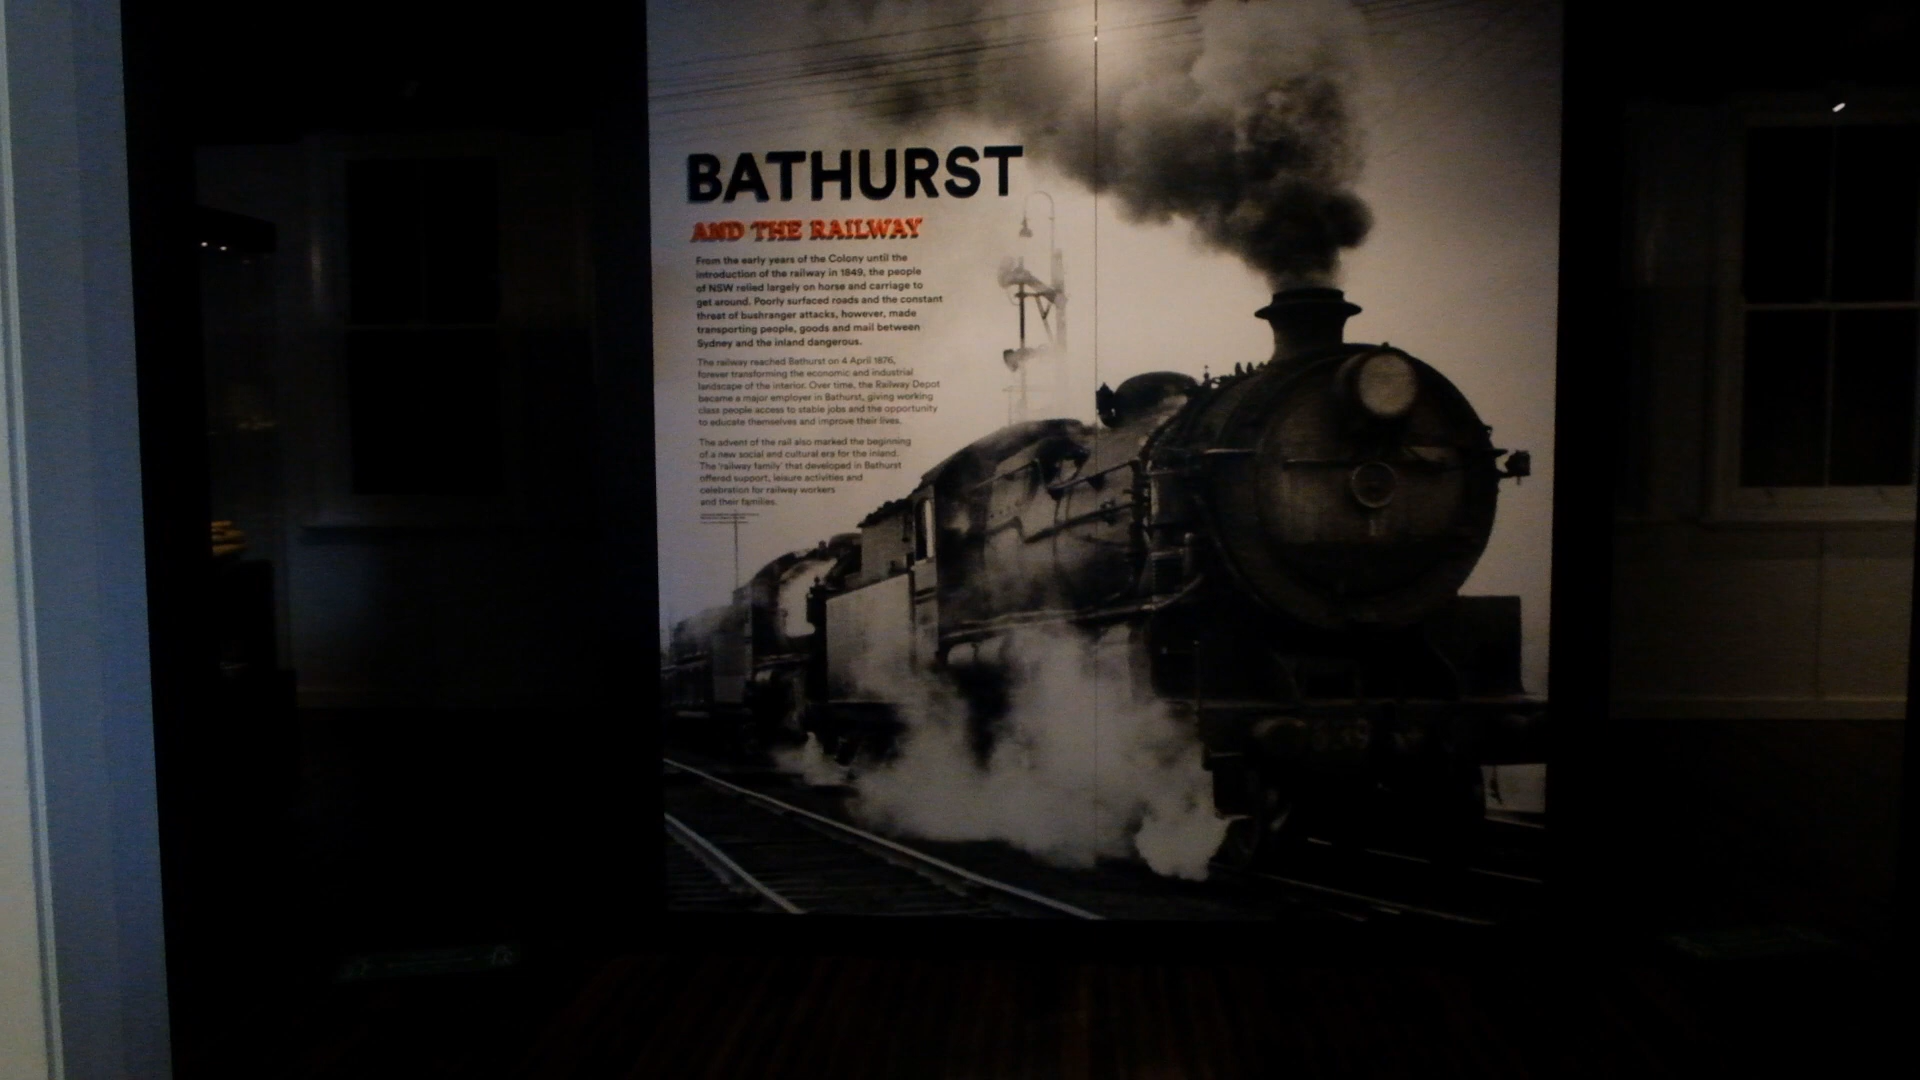 BATHURST
AND THE RAILWAY
From the early years of the Colony until the
introduction of the railway in 1849, the people
of NSW relied largely on horse and carriage to
get around. Poorly surfaced roads and the constant
threat of bushranger attacks, however, made
transporting people, goods and mail between
Sydney and the inland dangerous.
The railway reached Bathurst on 4 April 1876,
forever transforming the economic and industrial
landscape of the interior. Over time, the Railway Depot
became a major employer in Bathurst, giving working
class people access to stable jobs and the opportunity
to educate themselves and improve their lives.
The advent of the rail also marked the beginning
of a new social and cultural era for the inland.
The 'railway family' that developed in Bathurst
offered support, leisure activities and
celebration for railway workers
and their families.